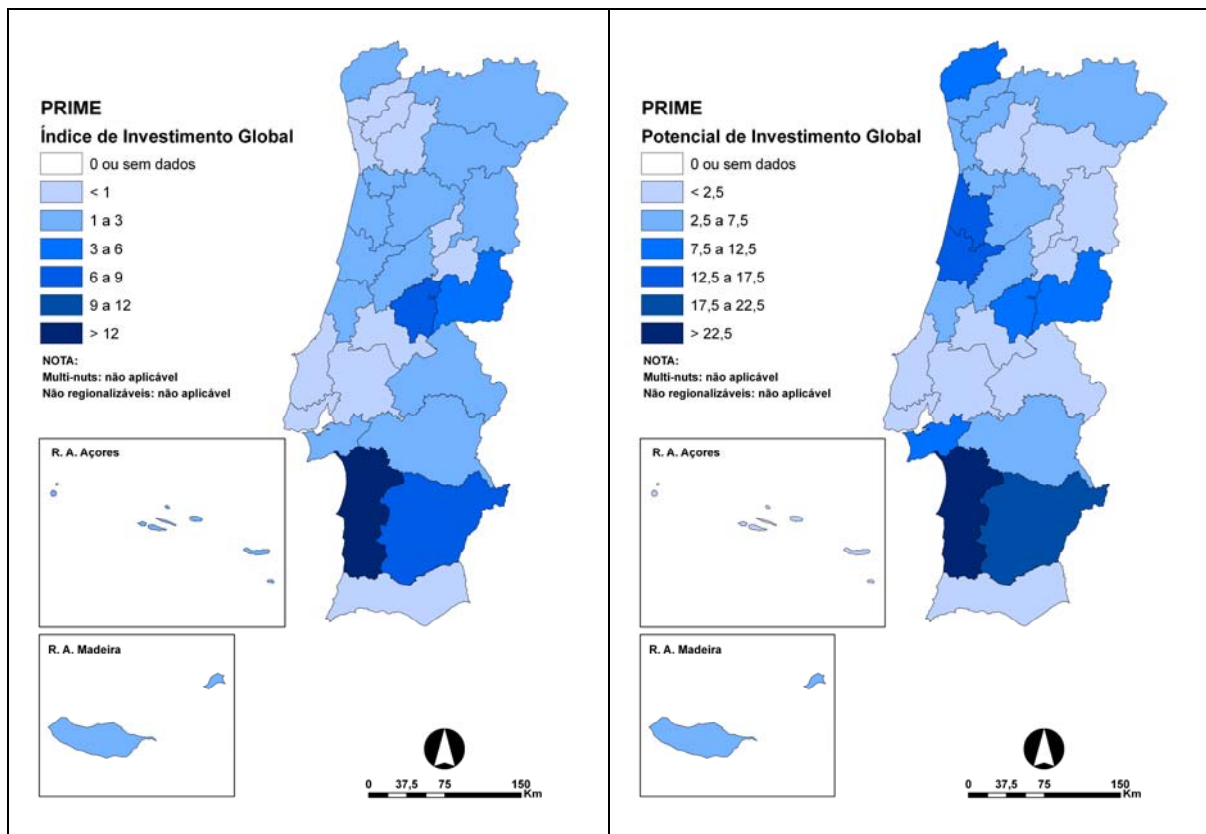 PRIME
Índice de Investimento Global
0 ou sem dados
< 1
1 a 3
3 a 6
6 a 9
9 a 12
> 12
NOTA:
Multi-nuts: não aplicável
Não regionalizáveis: não aplicável
R. A. Açores
R. A. Madeira
0 37,5 75 150
Km
PRIME
Potencial de Investimento Global
0 ou sem dados
< 2,5
2,5 a 7,5
7,5 a 12,5
12,5 a 17,5
17,5 a 22,5
> 22,5
NOTA:
Multi-nuts: não aplicável
Não regionalizáveis: não aplicável
R. A. Açores
R. A. Madeira
0 37,5 75 150
Km